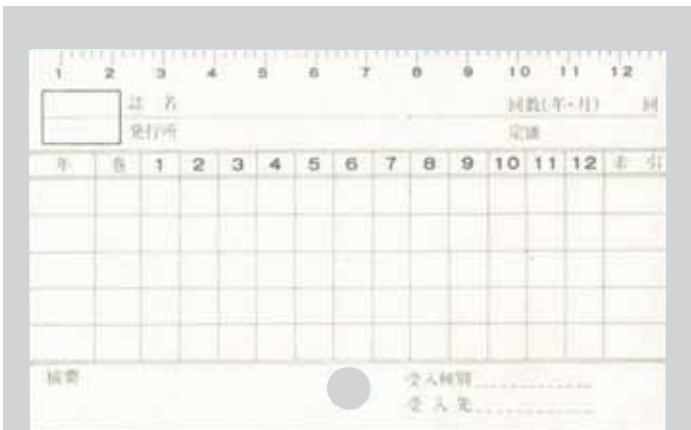 1 2 3 4 5 6 7 8 9 10 11 12
誌名 回数(年・月) 回
発行所 定価
年 巻 1 2 3 4 5 6 7 8 9 10 11 12 索引
摘要 受入種別
受入先